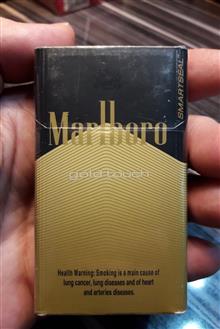 Marlboro
SMARTSEAL
gold touch
Health Warning: Smoking is a main cause of
lung cancer, lung diseases and of heart
and arteries diseases.